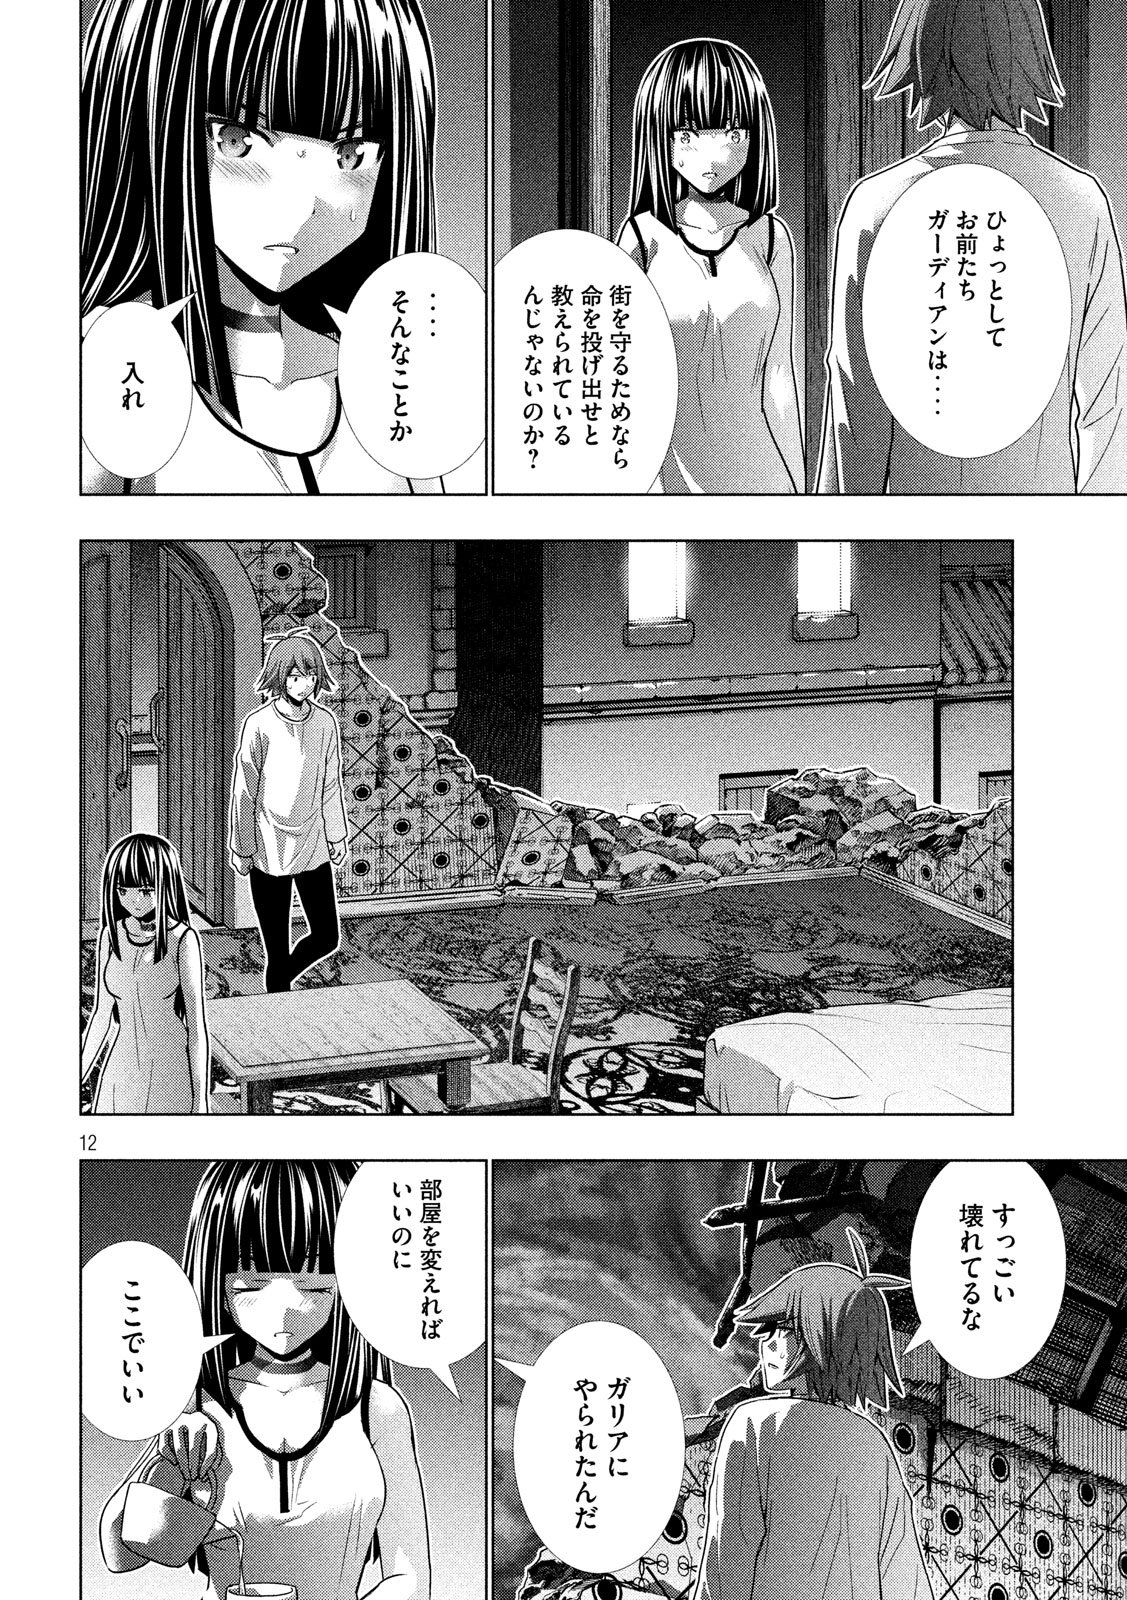 ひょっとして
お前たち
ガーディアンは‥‥
街を守るためなら
命を投げ出せと
教えられている
んじゃないのか?
‥‥
そんなことか
入れ
12
すっごい
壊れてるな
ガリアに
やられたんだ
部屋を変えれば
いいのに
ここでいい